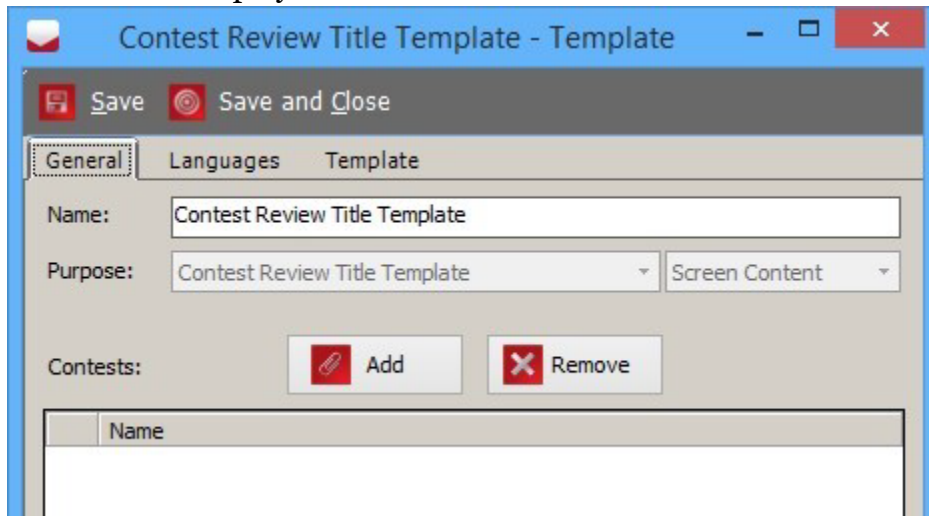 Contest Review Title Template - Template
Save Save and Close
General Languages Template
Name: Contest Review Title Template
Purpose: Contest Review Title Template Screen Content
Contests: Add Remove
Name